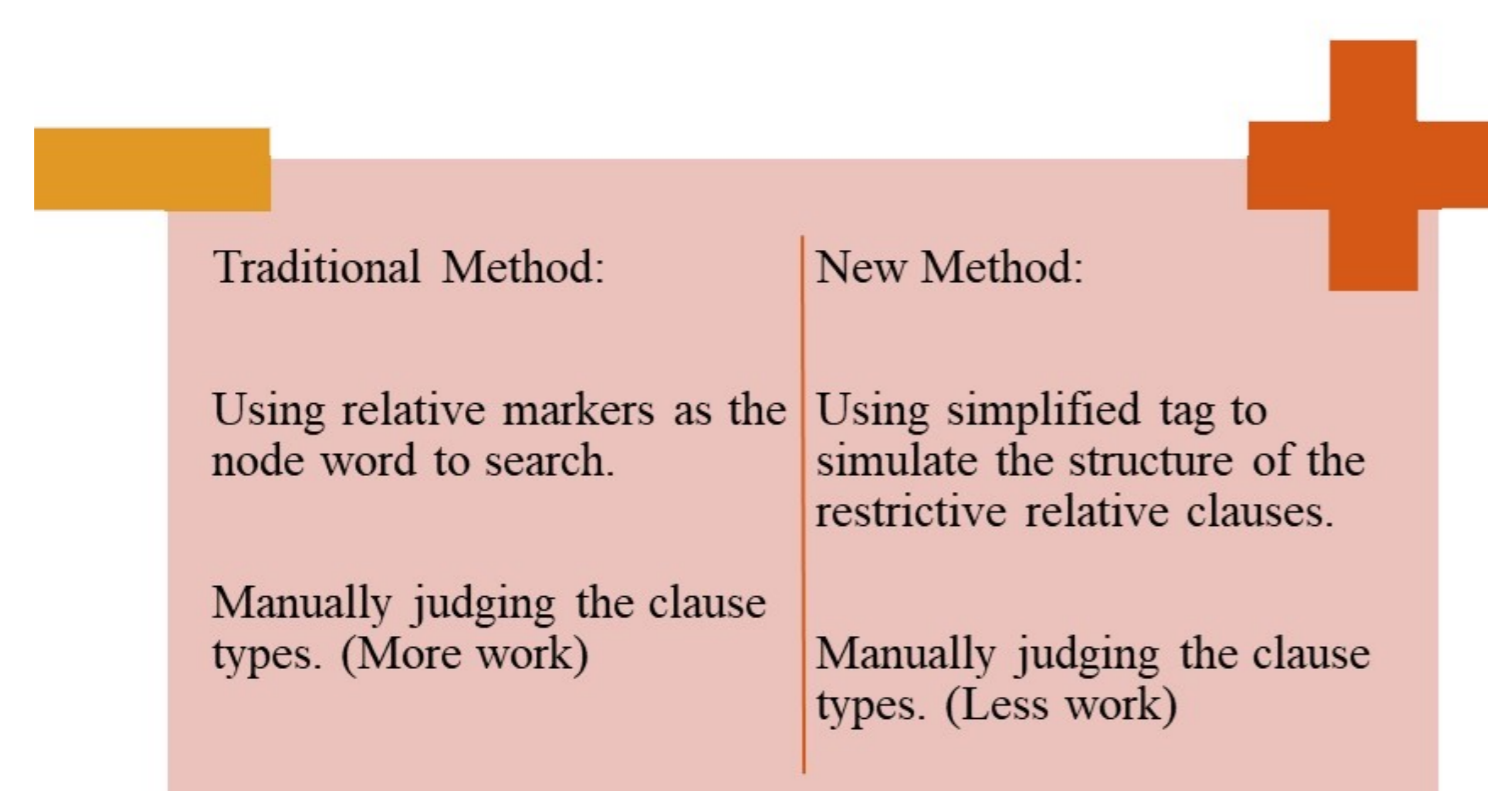 Traditional Method:
Using relative markers as the
node word to search.
Manually judging the clause
types. (More work)
New Method:
Using simplified tag to
simulate the structure of the
restrictive relative clauses.
Manually judging the clause
types. (Less work)